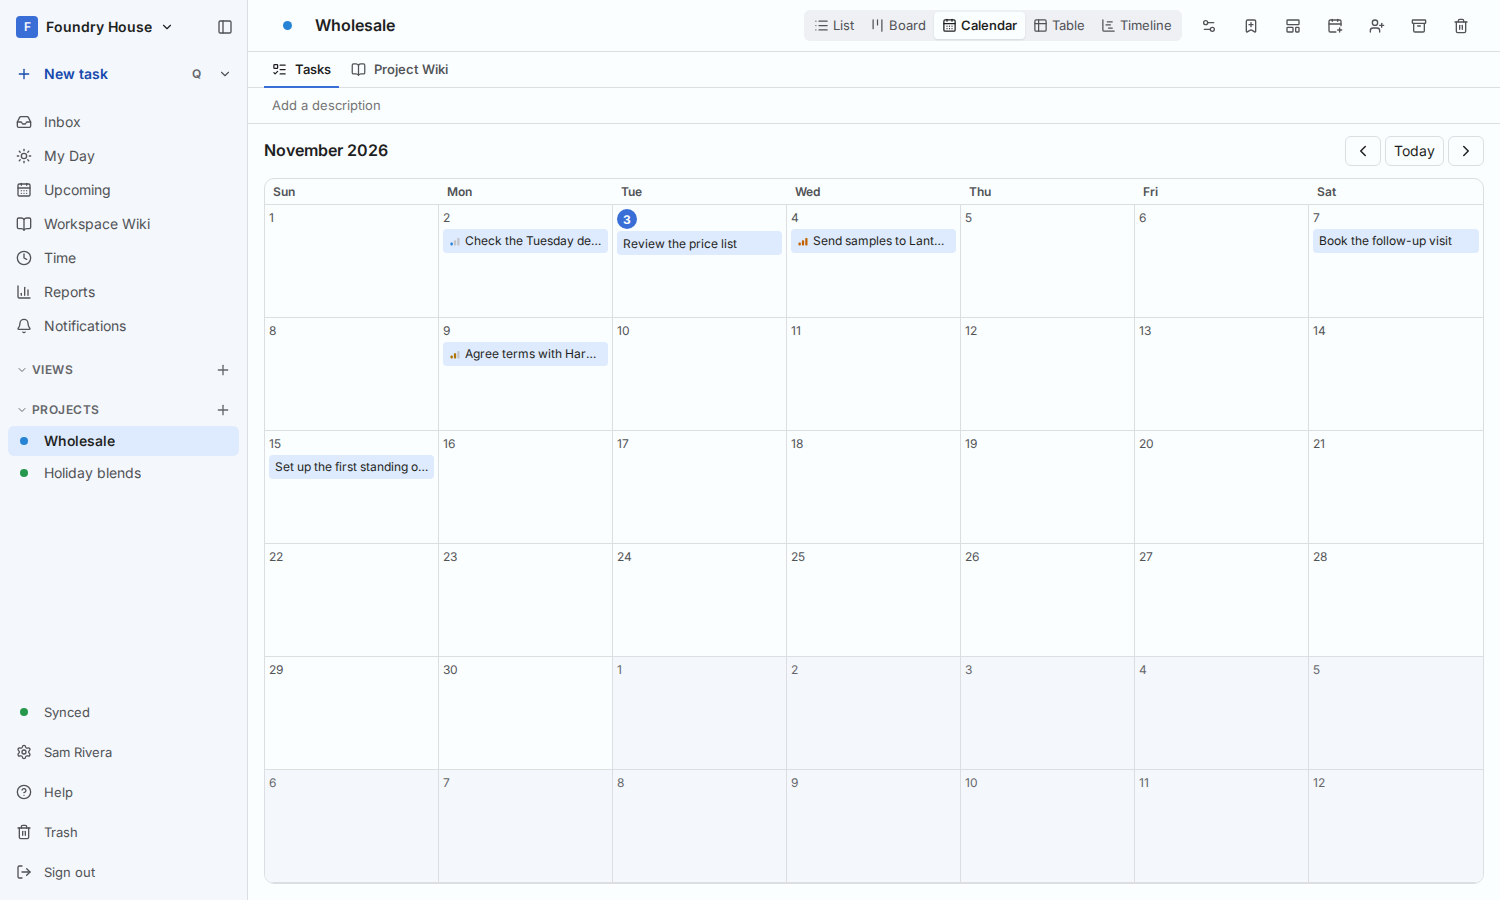 F Foundry House
New task Q
Inbox
My Day
Upcoming
Workspace Wiki
Time
Reports
Notifications
VIEWS
PROJECTS
Wholesale
Holiday blends
Synced
Sam Rivera
Help
Trash
Sign out
Wholesale
List Board Calendar Table Timeline
Tasks Project Wiki
Add a description
November 2026
Today
Sun Mon Tue Wed Thu Fri Sat
1 2 3 4 5 6 7
Check the Tuesday de... Review the price list Send samples to Lant... Book the follow-up visit
8 9 10 11 12 13 14
Agree terms with Har...
15 16 17 18 19 20 21
Set up the first standing o...
22 23 24 25 26 27 28
29 30 1 2 3 4 5
6 7 8 9 10 11 12